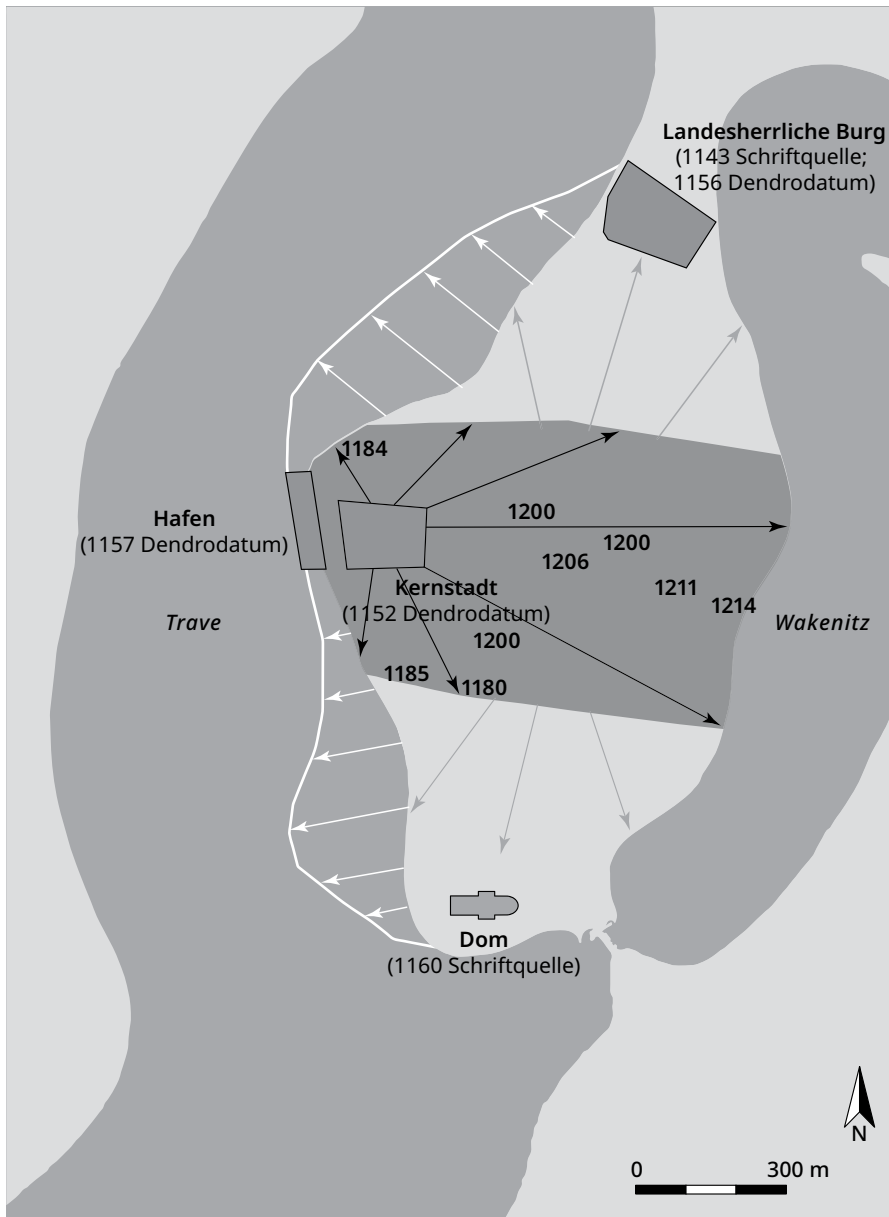 Landesherrliche Burg
(1143 Schriftquelle;
1156 Dendrodatum)
1184
Hafen
(1157 Dendrodatum)
1200
1200
1206
Kernstadt
(1152 Dendrodatum)
1211
1214
Trave
Wakenitz
1200
1185
1180
Dom
(1160 Schriftquelle)
N
0 300 m